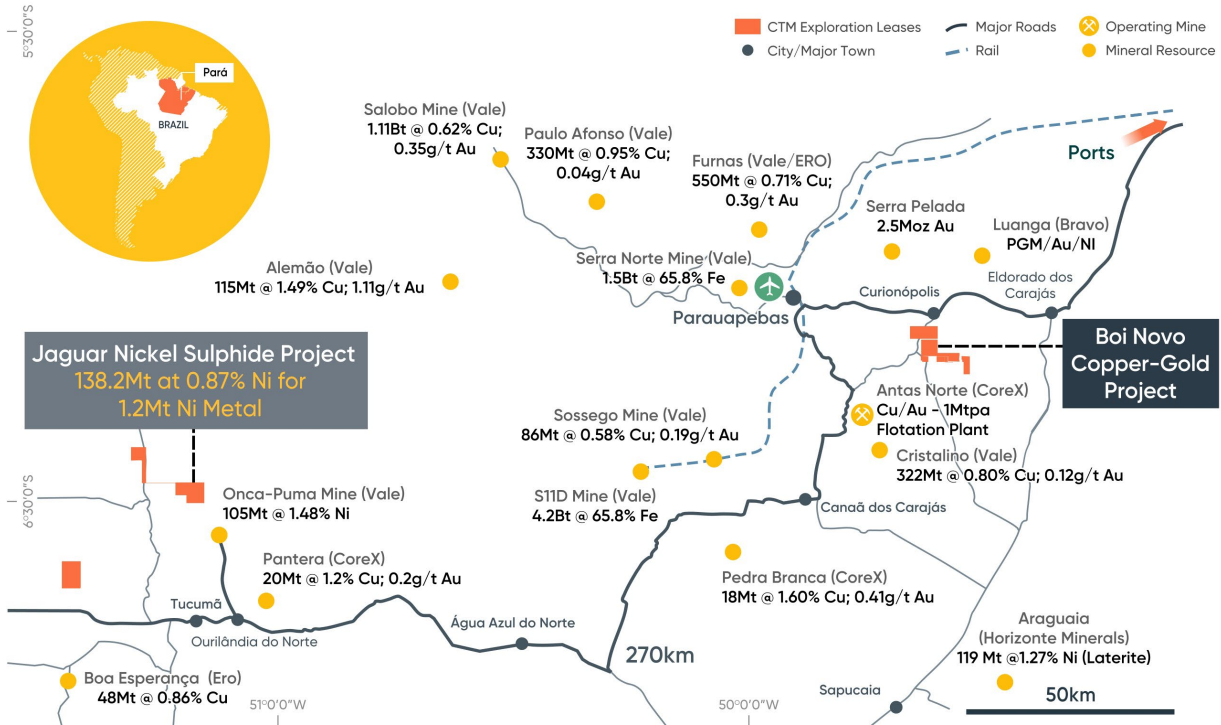 5°30'0"S
CTM Exploration Leases
Major Roads
Operating Mine
City/Major Town
Rail
Mineral Resource
Pará
BRAZIL
Salobo Mine (Vale)
1.11Bt @ 0.62% Cu;
0.35g/t Au
Paulo Afonso (Vale)
330Mt @ 0.95% Cu;
0.04g/t Au
Furnas (Vale/ERO)
550Mt @ 0.71% Cu;
0.3g/t Au
Ports
Serra Pelada
2.5Moz Au
Luanga (Bravo)
PGM/Au/NI
Alemão (Vale)
115Mt @ 1.49% Cu; 1.11g/t Au
Serra Norte Mine (Vale)
1.5Bt @ 65.8% Fe
Parauapebas
Curionópolis
Eldorado dos
Carajás
Jaguar Nickel Sulphide Project
138.2Mt at 0.87% Ni for
1.2Mt Ni Metal
Boi Novo
Copper-Gold
Project
Antas Norte (CoreX)
Cu/Au - 1Mtpa
Flotation Plant
Sossego Mine (Vale)
86Mt @ 0.58% Cu; 0.19g/t Au
Cristalino (Vale)
322Mt @ 0.80% Cu; 0.12g/t Au
6°30'0"S
Onca-Puma Mine (Vale)
105Mt @ 1.48% Ni
S11D Mine (Vale)
4.2Bt @ 65.8% Fe
Canaã dos Carajás
Pantera (CoreX)
20Mt @ 1.2% Cu; 0.2g/t Au
Pedra Branca (CoreX)
18Mt @ 1.60% Cu; 0.41g/t Au
Tucumã
Ourilândia do Norte
Água Azul do Norte
270km
Araguaia
(Horizonte Minerals)
119 Mt @1.27% Ni (Laterite)
Boa Esperança (Ero)
48Mt @ 0.86% Cu
Sapucaia
50km
51°0'0"W
50°0'0"W